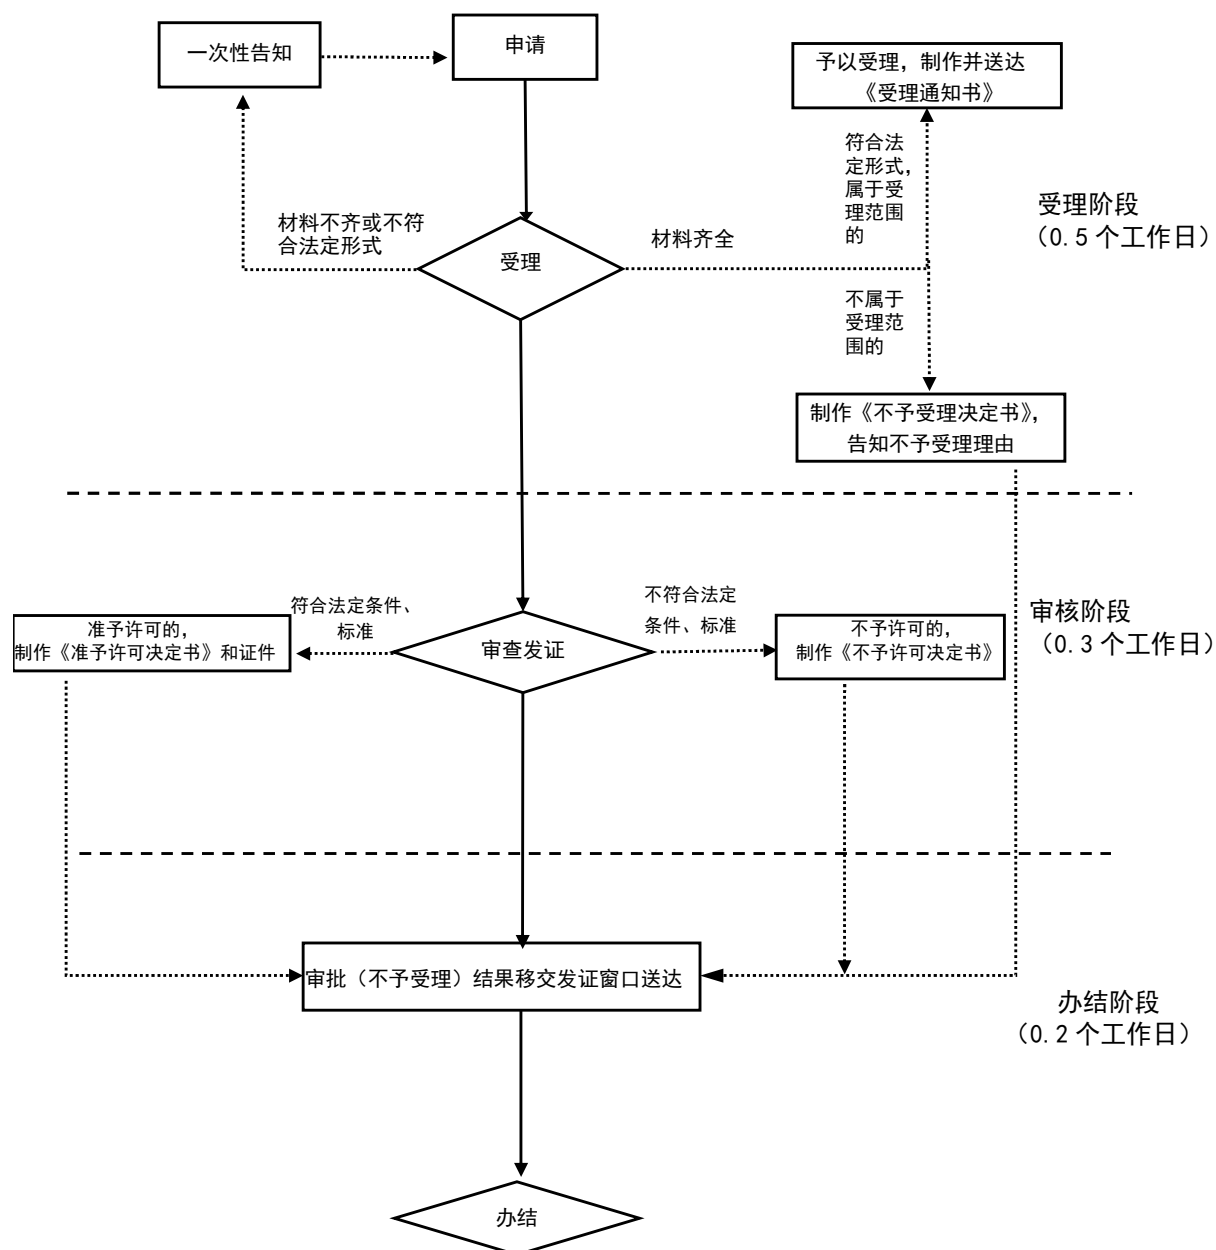 一次性告知
申请
予以受理，制作并送达
《受理通知书》
符合法
定形式，
属于受
理范围
的
受理阶段
（0.5个工作日）
材料不齐或不符
合法定形式
受理
材料齐全
不属于
受理范
围的
制作《不予受理决定书》，
告知不予受理理由
符合法定条件、
标准
不符合法定
条件、标准
审核阶段
（0.3个工作日）
准予许可的，
制作《准予许可决定书》和证件
审查发证
不予许可的，
制作《不予许可决定书》
审批（不予受理）结果移交发证窗口送达
办结阶段
（0.2个工作日）
办结